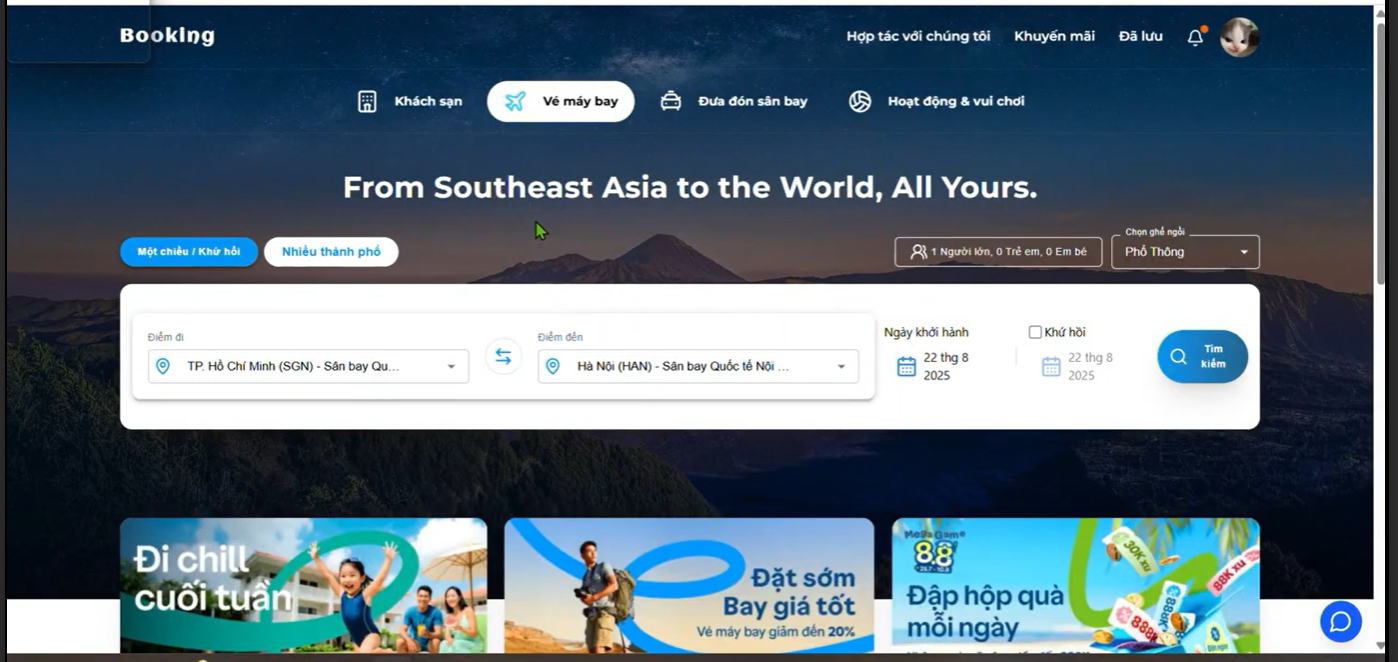 Booking
Hợp tác với chúng tôi
Khuyến mãi
Đã lưu
Khách sạn
Vé máy bay
Đưa đón sân bay
Hoạt động & vui chơi
From Southeast Asia to the World, All Yours.
Một chiều / Khứ hồi
Nhiều thành phố
1 Người lớn, 0 Trẻ em, 0 Em bé
Chọn ghế ngồi
Phổ Thông
Điểm đi
TP. Hồ Chí Minh (SGN) - Sân bay Qu...
Điểm đến
Hà Nội (HAN) - Sân bay Quốc tế Nội ...
Ngày khởi hành
22 thg 8
2025
Khứ hồi
22 thg 8
2025
Tìm
kiếm
Đi chill
cuối tuần
Đặt sớm
Bay giá tốt
Vé máy bay giảm đến 20%
Mega Game
88
Đập hộp quà
mỗi ngày
30K XU
88K XU
888K
888K